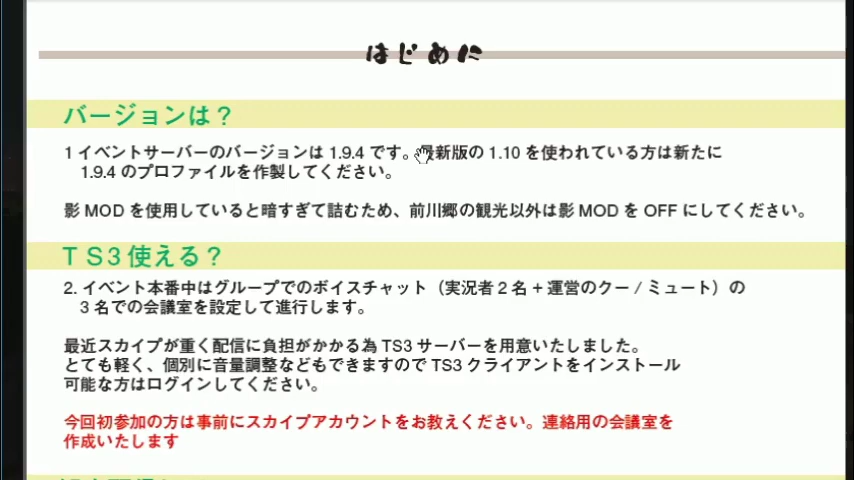 はじめに
バージョンは？
1 イベントサーバーのバージョンは 1.9.4 です。最新版の 1.10 を使われている方は新たに
1.9.4 のプロファイルを作製してください。
影 MOD を使用していると暗すぎて詰むため、前川郷の観光以外は影 MOD を OFF にしてください。
ＴＳ3 使える？
2. イベント本番中はグループでのボイスチャット（実況者 2 名 + 運営のクー / ミュート）の
3 名での会議室を設定して進行します。
最近スカイプが重く配信に負担がかかる為 TS3 サーバーを用意いたしました。
とても軽く、個別に音量調整などもできますので TS3 クライアントをインストール
可能な方はログインしてください。
今回初参加の方は事前にスカイプアカウントをお教えください。連絡用の会議室を
作成いたします